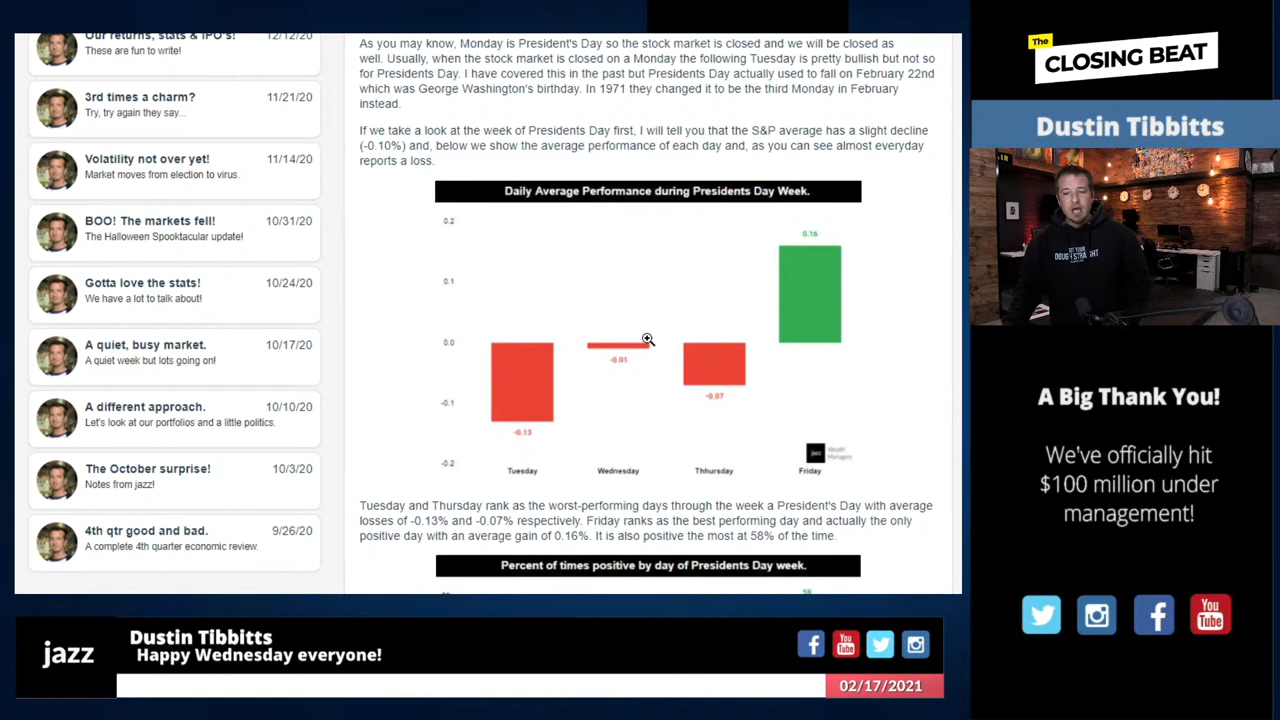 Our returns, stats & IPO's!
12/12/20
These are fun to write!
3rd times a charm?
11/21/20
Try, try again they say...
Volatility not over yet!
11/14/20
Market moves from election to virus.
BOO! The markets fell!
10/31/20
The Halloween Spooktacular update!
Gotta love the stats!
10/24/20
We have a lot to talk about!
A quiet, busy market.
10/17/20
A quiet week but lots going on!
A different approach.
10/10/20
Let's look at our portfolios and a little politics.
The October surprise!
10/3/20
Notes from jazz!
4th qtr good and bad.
9/26/20
A complete 4th quarter economic review.
As you may know, Monday is President's Day so the stock market is closed and we will be closed as
well. Usually, when the stock market is closed on a Monday the following Tuesday is pretty bullish but not so
for Presidents Day. I have covered this in the past but Presidents Day actually used to fall on February 22nd
which was George Washington's birthday. In 1971 they changed it to be the third Monday in February
instead.
If we take a look at the week of Presidents Day first, I will tell you that the S&P average has a slight decline
(-0.10%) and, below we show the average performance of each day and, as you can see almost everyday
reports a loss.
Daily Average Performance during Presidents Day Week.
0.2
0.1
0.0
-0.1
-0.2
-0.13
-0.01
-0.07
0.16
Tuesday
Wednesday
Thhursday
Friday
jazz
Wealth
Managers
Tuesday and Thursday rank as the worst-performing days through the week a President's Day with average
losses of -0.13% and -0.07% respectively. Friday ranks as the best performing day and actually the only
positive day with an average gain of 0.16%. It is also positive the most at 58% of the time.
Percent of times positive by day of Presidents Day week.
58
The
CLOSING BEAT
Dustin Tibbitts
A Big Thank You!
We've officially hit
$100 million under
management!
You
Tube
jazz
Dustin Tibbitts
Happy Wednesday everyone!
You
Tube
02/17/2021